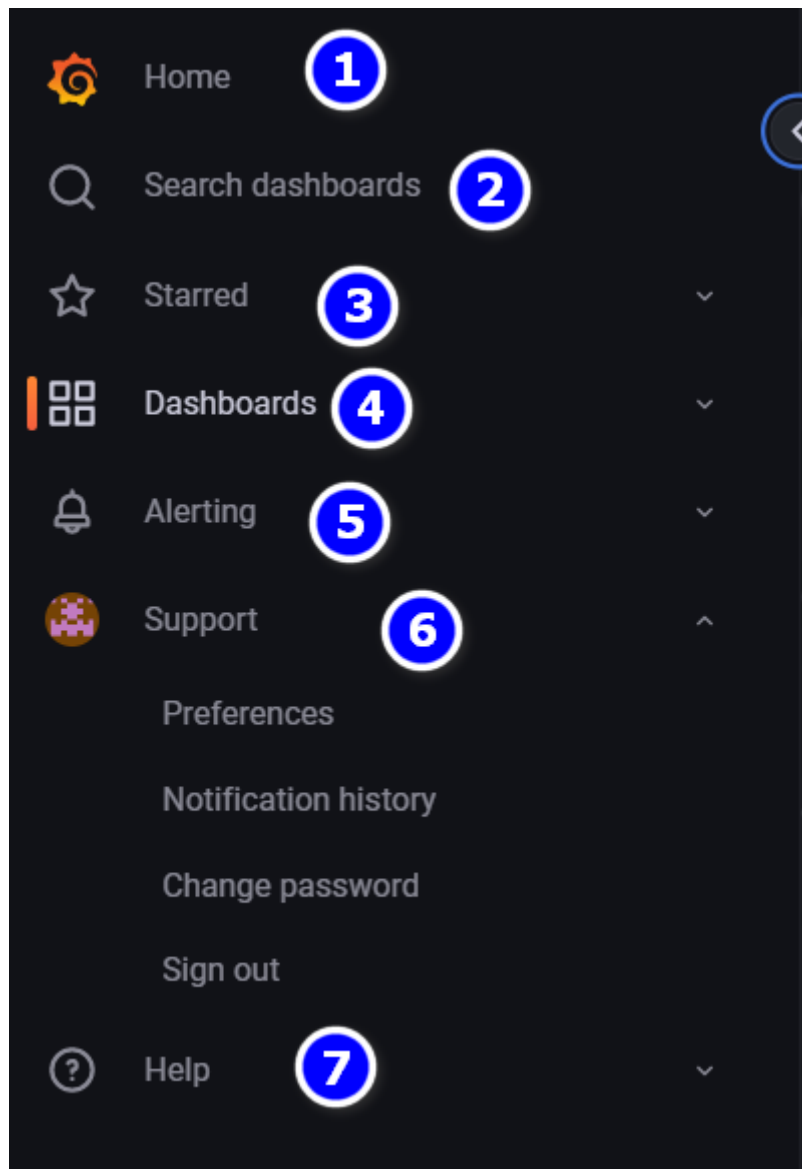 Home 1
Search dashboards 2
Starred 3
Dashboards 4
Alerting 5
Support 6
Preferences
Notification history
Change password
Sign out
? Help 7